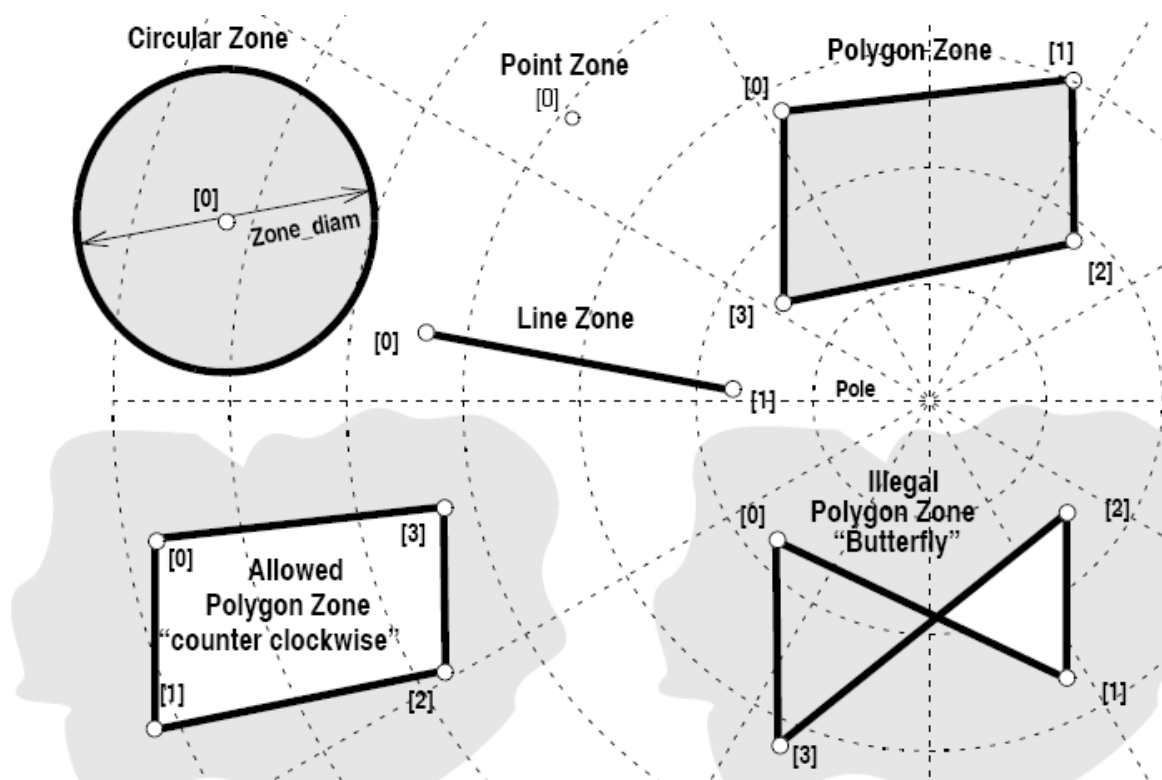 Circular Zone
[0]
Zone_diam
Point Zone
[0]
Polygon Zone
[0]
[1]
[2]
[3]
Line Zone
[0]
[1]
Pole
[0]
[3]
Allowed
Polygon Zone
“counter clockwise”
[1]
[2]
Illegal
Polygon Zone
“Butterfly”
[0]
[2]
[1]
[3]